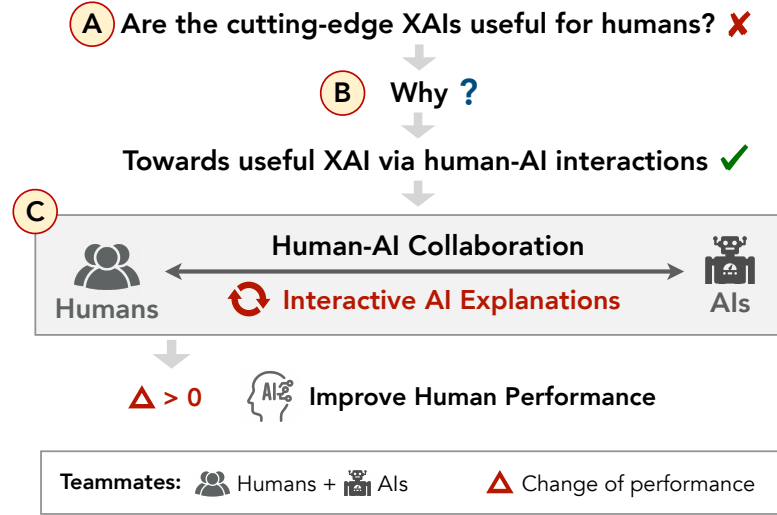 A Are the cutting-edge XAIs useful for humans? ✘
B Why ?
Towards useful XAI via human-AI interactions ✓
C
Human-AI Collaboration
Humans Interactive AI Explanations AIs
Δ > 0 AI Improve Human Performance
Teammates: Humans + AIs Δ Change of performance